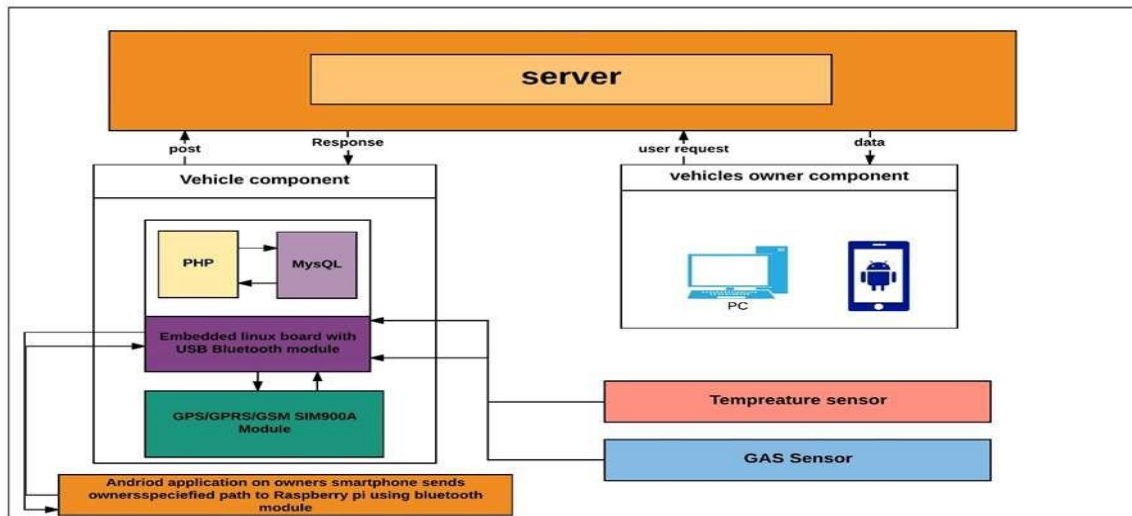 server
post
Response
user request
data
Vehicle component
vehicles owner component
PHP
MysQL
PC
Embedded linux board with
USB Bluetooth module
GPS/GPRS/GSM SIM900A
Module
Tempreature sensor
GAS Sensor
Andriod application on owners smartphone sends
ownersspeciefied path to Raspberry pi using bluetooth
module